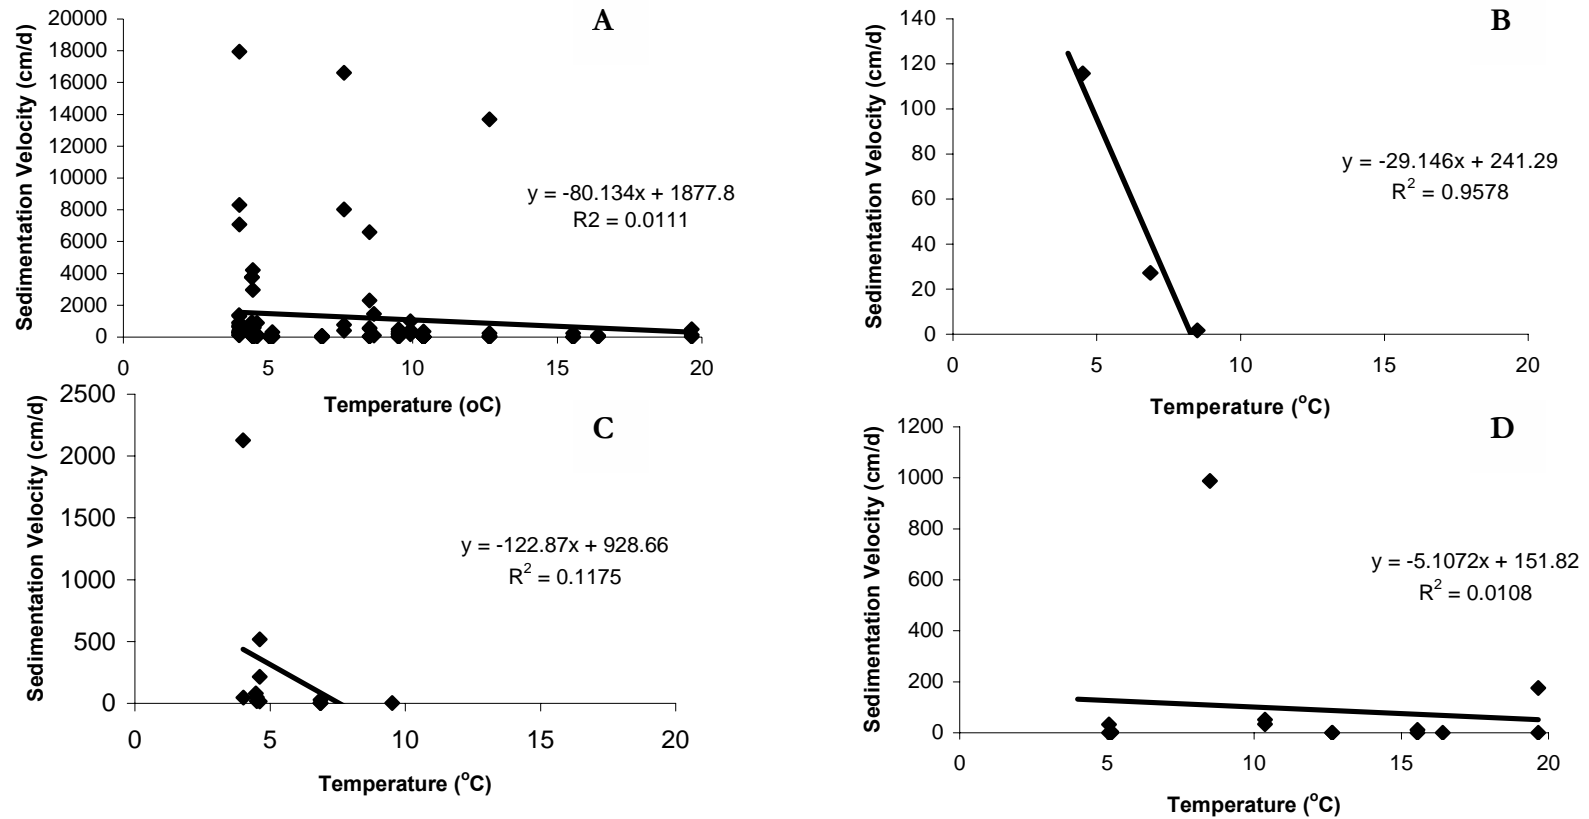 A
Sedimentation Velocity (cm/d)
20000
18000
16000
14000
12000
10000
8000
6000
4000
2000
0
0 5 10 15 20
Temperature (oC)
y = -80.134x + 1877.8
R2 = 0.0111
B
Sedimentation Velocity (cm/d)
140
120
100
80
60
40
20
0
0 5 10 15 20
Temperature (°C)
y = -29.146x + 241.29
R² = 0.9578
C
Sedimentation Velocity (cm/d)
2500
2000
1500
1000
500
0
0 5 10 15 20
Temperature (°C)
y = -122.87x + 928.66
R² = 0.1175
D
Sedimentation Velocity (cm/d)
1200
1000
800
600
400
200
0
0 5 10 15 20
Temperature (°C)
y = -5.1072x + 151.82
R² = 0.0108